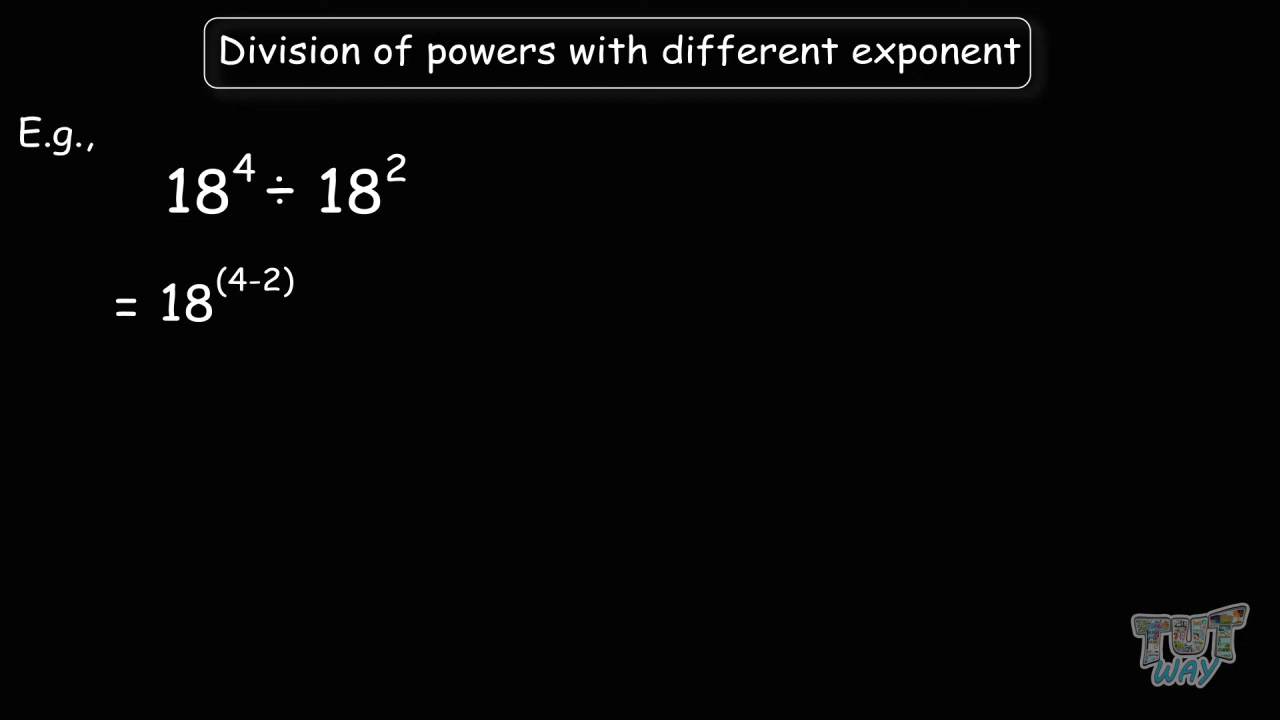 Division of powers with different exponent
E.g.,
18⁴ ÷ 18²
= 18⁽⁴⁻²⁾
TUT
WAY